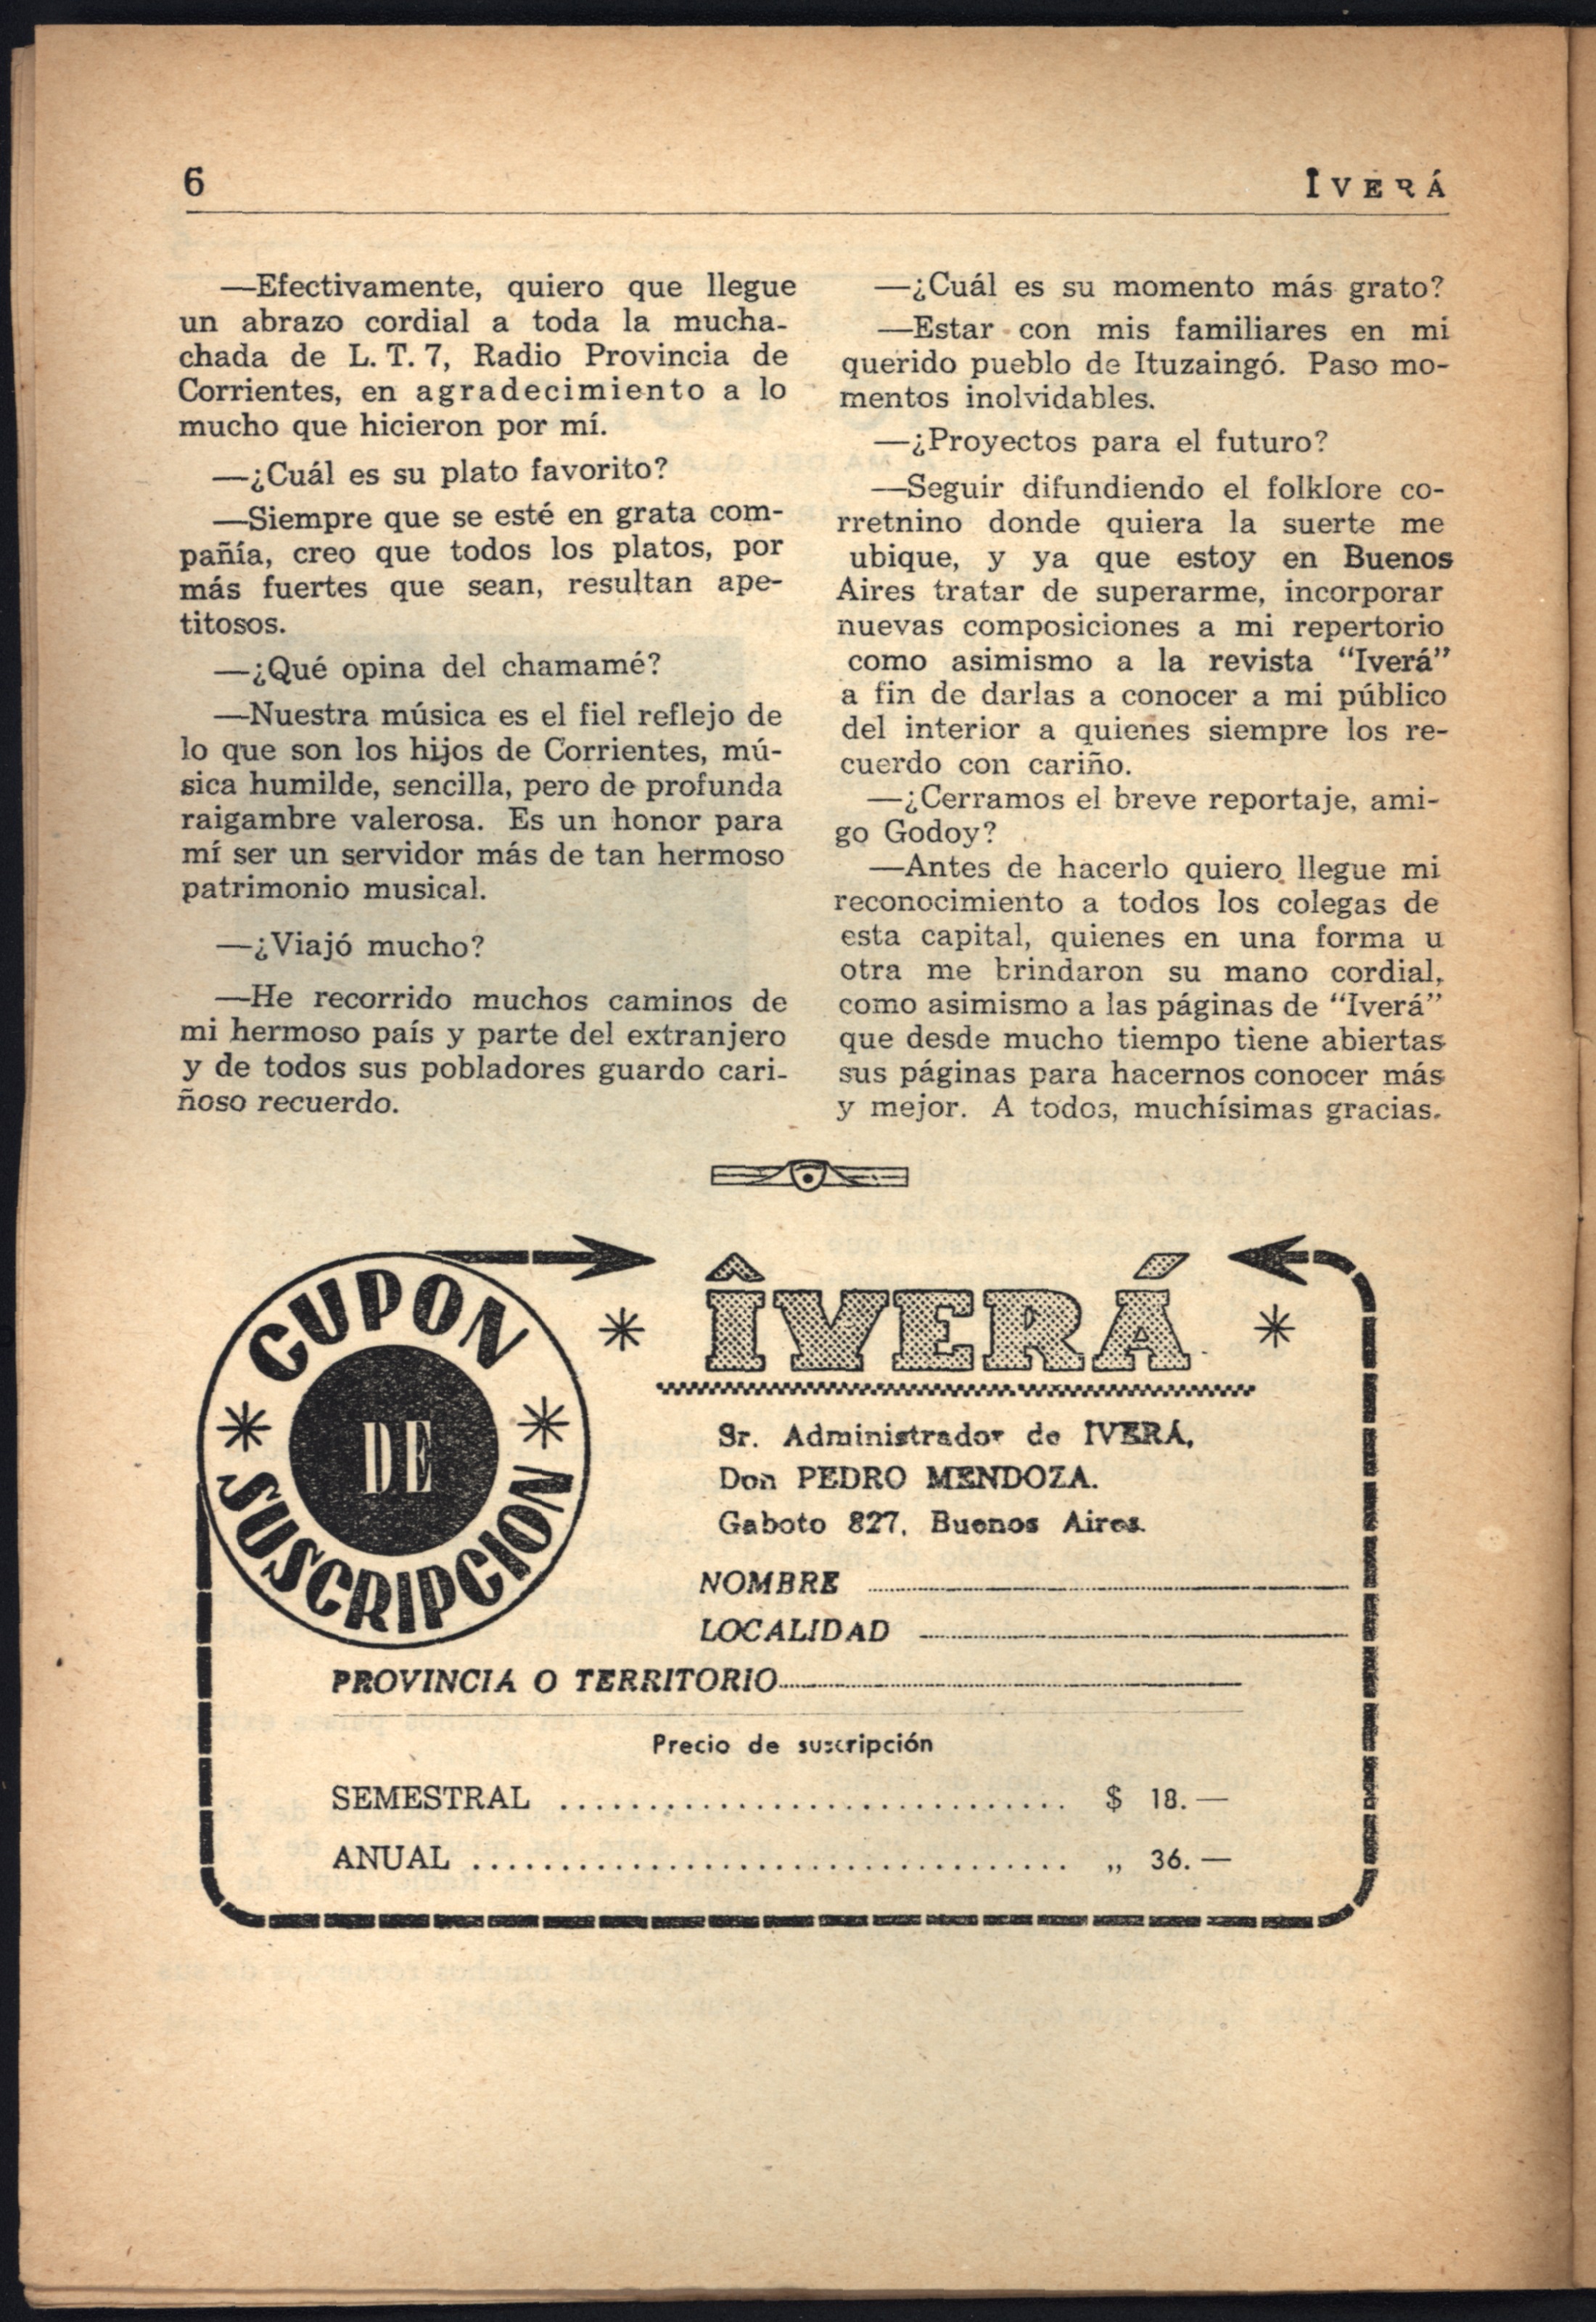 6
ÎVERÁ
—Efectivamente, quiero que llegue
un abrazo cordial a toda la mucha-
chada de L. T. 7, Radio Provincia de
Corrientes, en agradecimiento a lo
mucho que hicieron por mí.
—¿Cuál es su plato favorito?
—Siempre que se esté en grata com-
pañía, creo que todos los platos, por
más fuertes que sean, resultan ape-
titosos.
—¿Qué opina del chamamé?
—Nuestra música es el fiel reflejo de
lo que son los hijos de Corrientes, mú-
sica humilde, sencilla, pero de profunda
raigambre valerosa. Es un honor para
mí ser un servidor más de tan hermoso
patrimonio musical.
—¿Viajó mucho?
—He recorrido muchos caminos de
mi hermoso país y parte del extranjero
y de todos sus pobladores guardo cari-
ñoso recuerdo.
—¿Cuál es su momento más grato?
—Estar con mis familiares en mi
querido pueblo de Ituzaingó. Paso mo-
mentos inolvidables.
—¿Proyectos para el futuro?
—Seguir difundiendo el folklore co-
rretnino donde quiera la suerte me
ubique, y ya que estoy en Buenos
Aires tratar de superarme, incorporar
nuevas composiciones a mi repertorio
como asimismo a la revista “Iverá”
a fin de darlas a conocer a mi público
del interior a quienes siempre los re-
cuerdo con cariño.
—¿Cerramos el breve reportaje, ami-
go Godoy?
—Antes de hacerlo quiero llegue mi
reconocimiento a todos los colegas de
esta capital, quienes en una forma u
otra me brindaron su mano cordial,
como asimismo a las páginas de “Iverá”
que desde mucho tiempo tiene abiertas
sus páginas para hacernos conocer más
y mejor. A todos, muchísimas gracias.
CUPON
DE
SUSCRIPCION
* ÎVERÁ *
Sr. Administrador de ÎVERÁ,
Don PEDRO MENDOZA.
Gaboto 827. Buenos Aires.
NOMBRE
LOCALIDAD
PROVINCIA O TERRITORIO
Precio de suscripción
SEMESTRAL .............................. $ 18.—
ANUAL ................................... „ 36.—